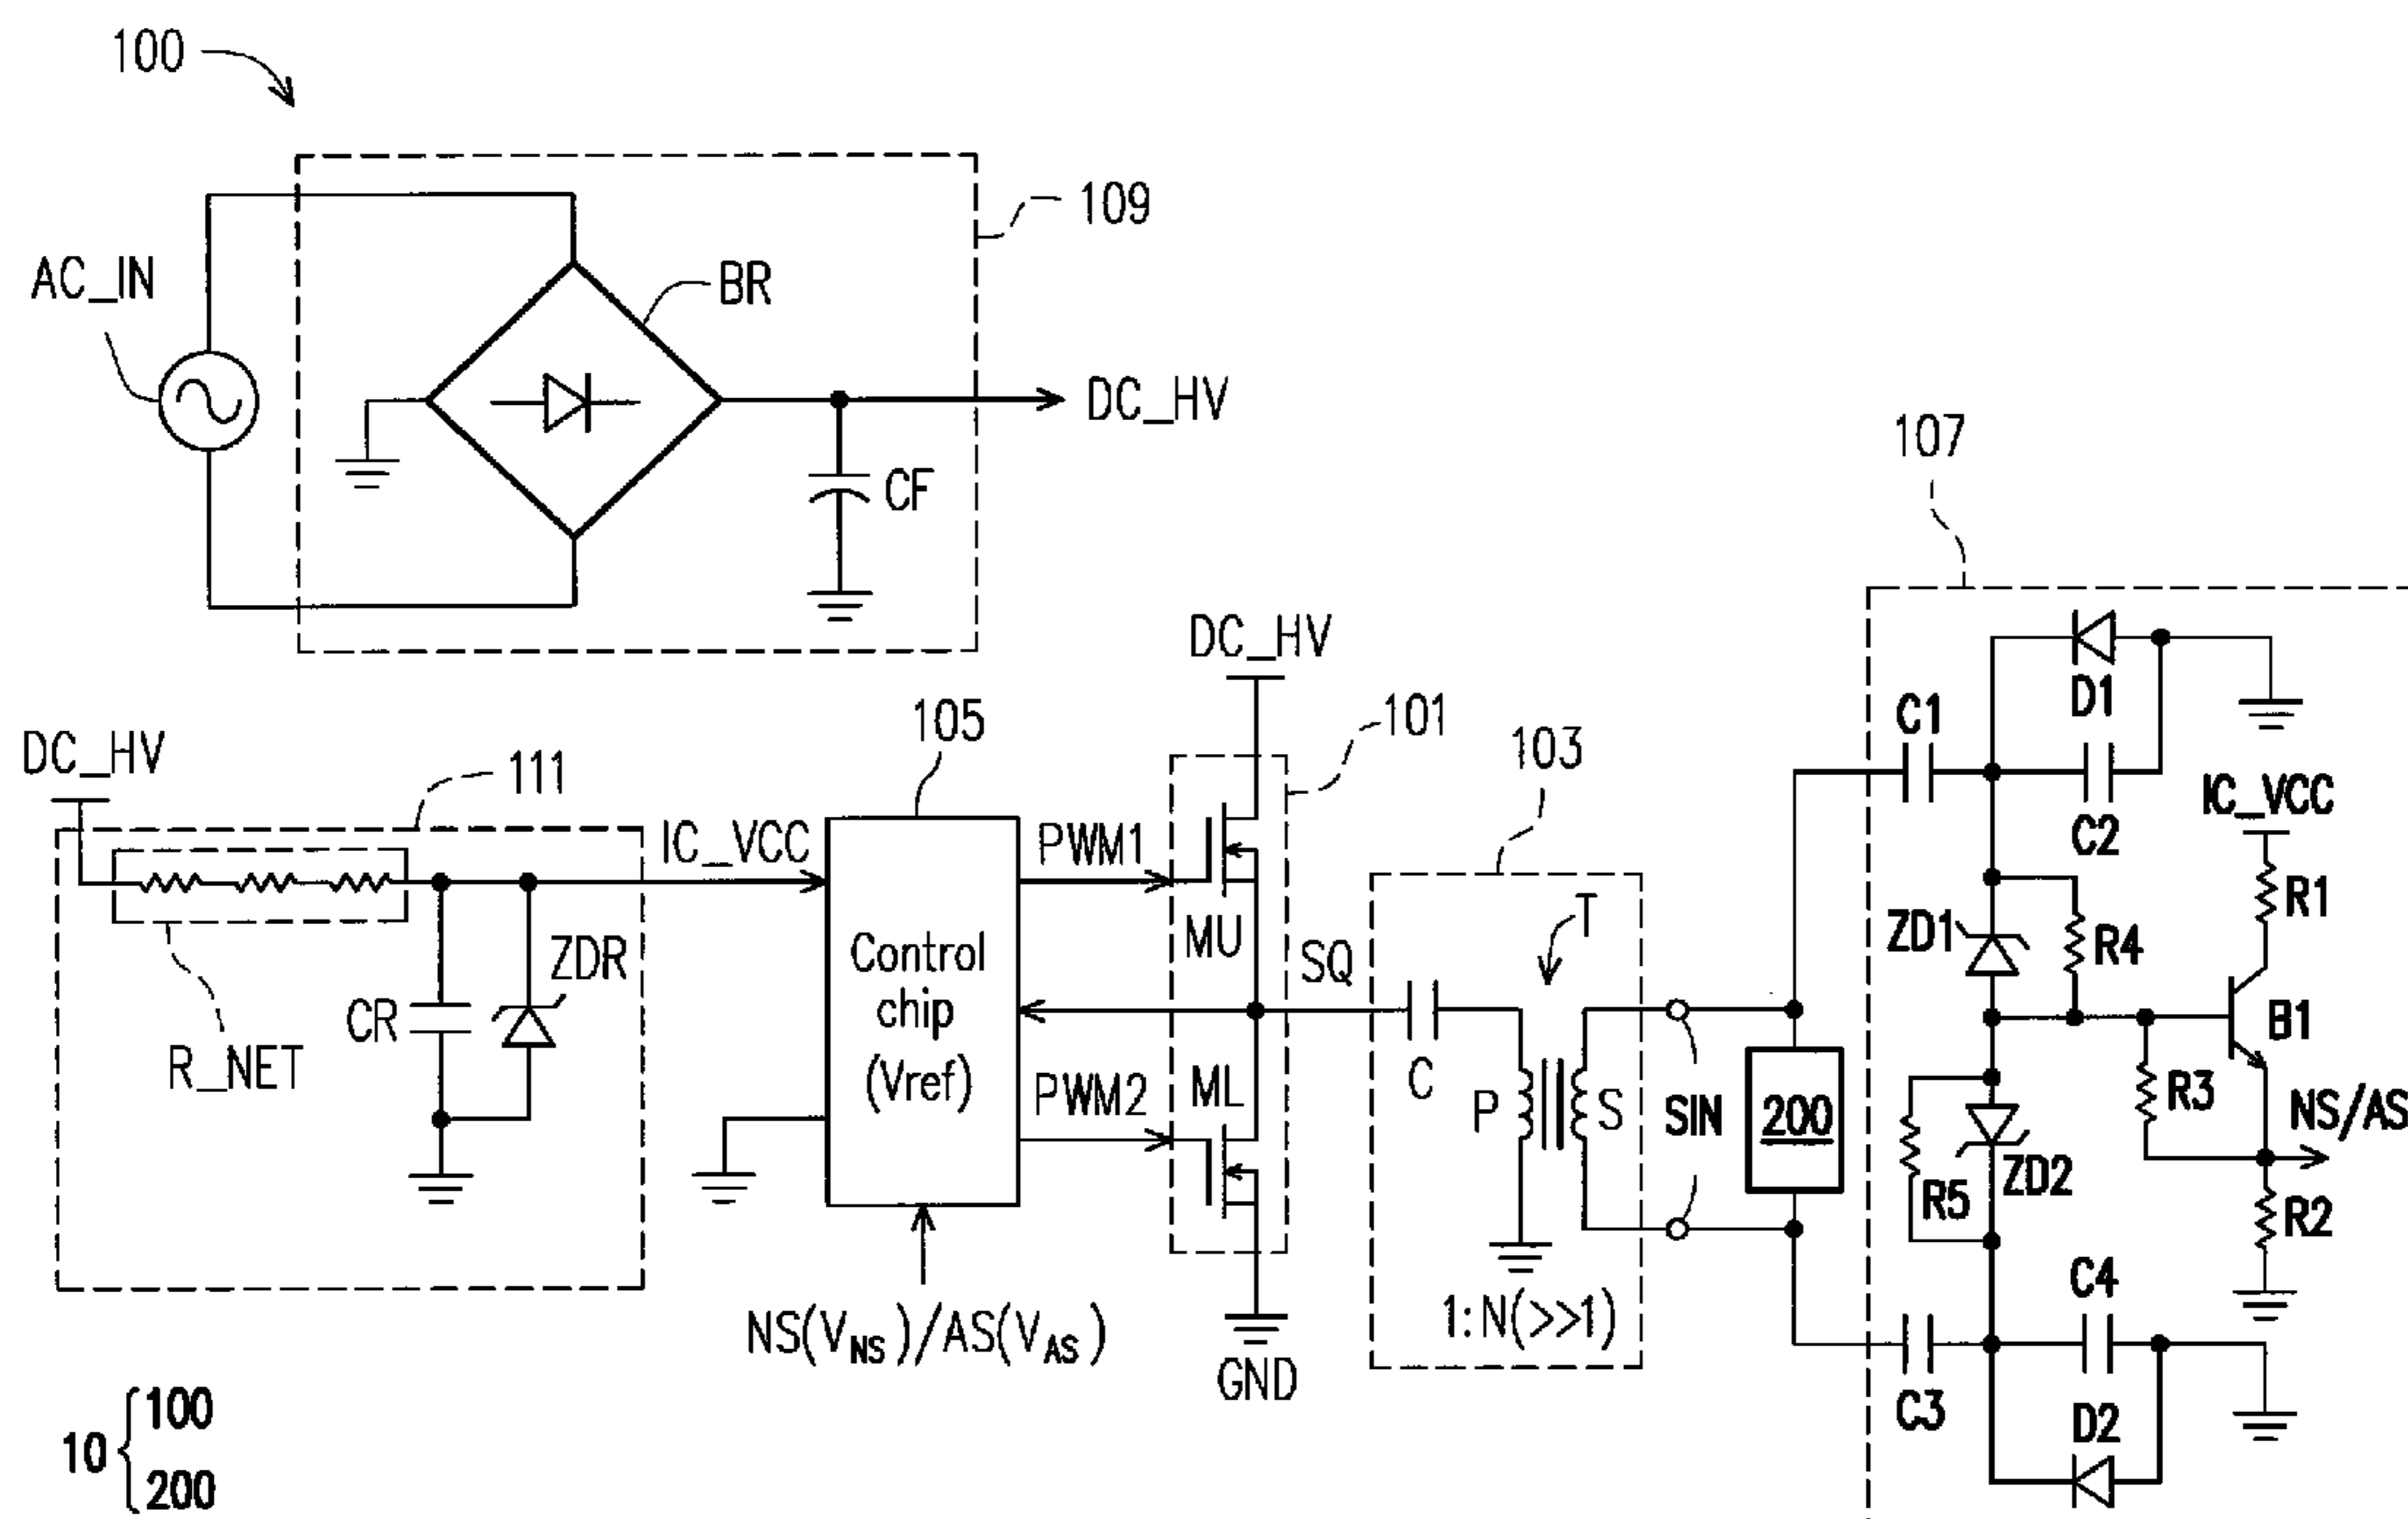 100
109
AC_IN
BR
DC_HV
CF
107
DC_HV
D1
C1
105
101
103
DC_HV
111
IC_VCC
C2
IC_VCC
PWM1
R1
T
MU
ZD1
R4
ZDR
Control
chip
(Vref)
SQ
CR
B1
R_NET
C
PWM2
ML
P
S
SIN
200
R3
NS/AS
R5
ZD2
R2
C4
1:N(>>1)
NS(VNS)/AS(VAS)
GND
C3
D2
10
100
200